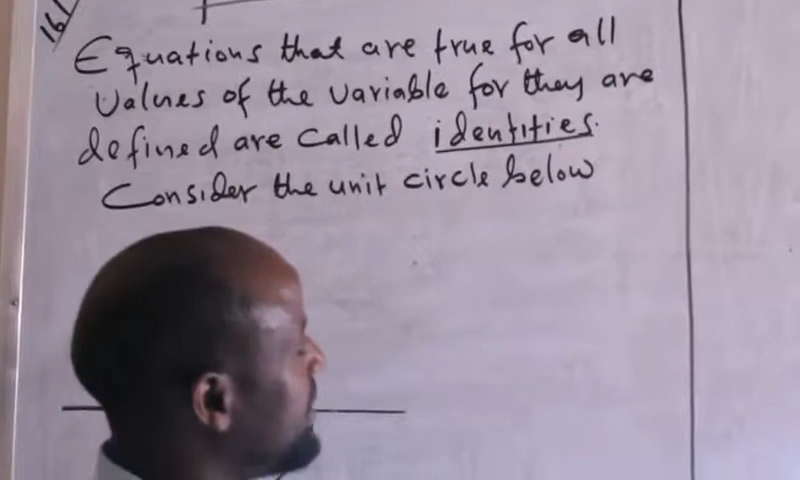 16/
Equations that are true for all
values of the variable for they are
defined are called identities.
Consider the unit circle below